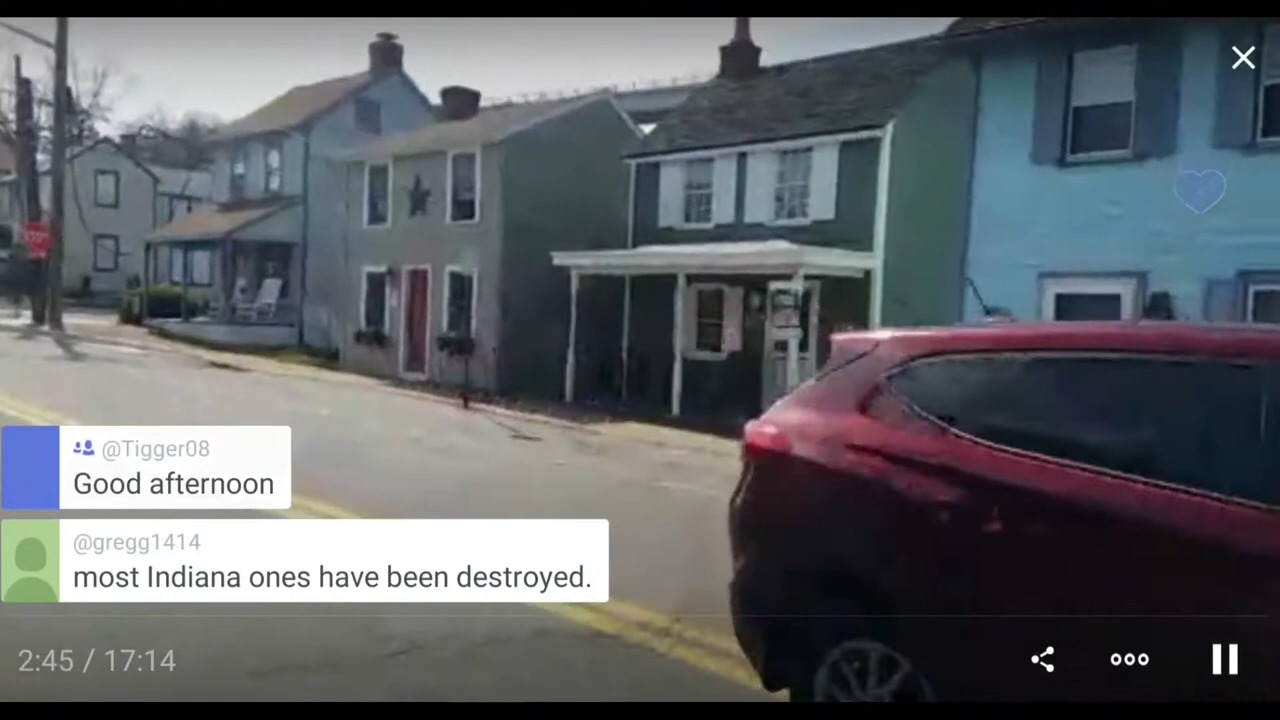 @Tigger08
Good afternoon
@gregg1414
most Indiana ones have been destroyed.
2:45 / 17:14